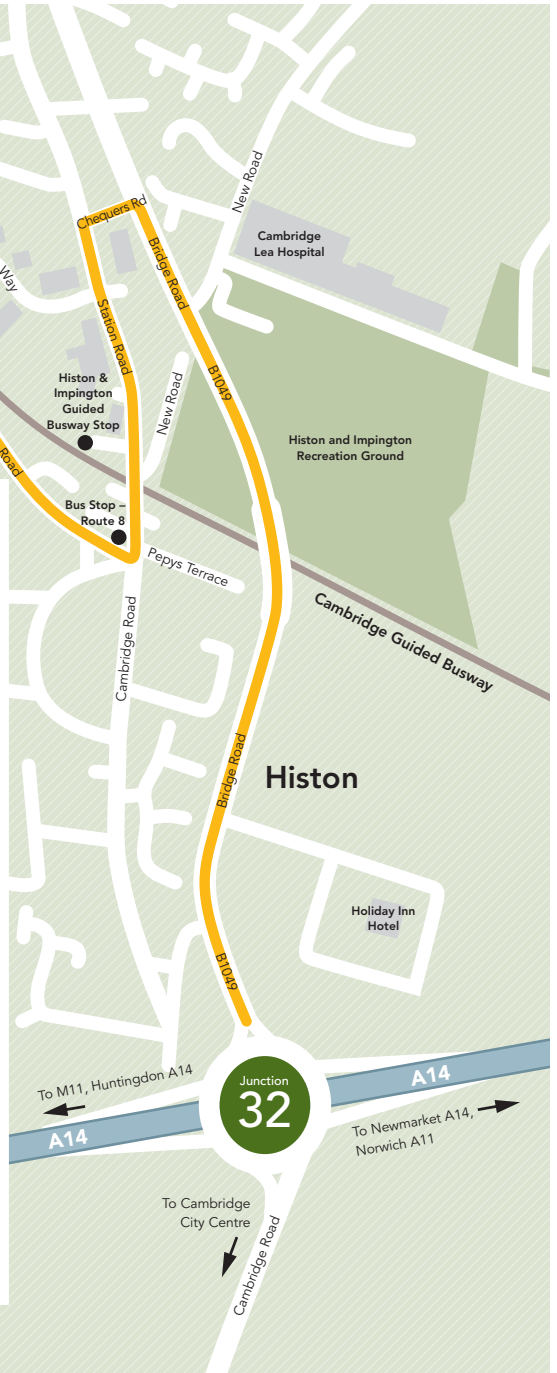 New Road
Chequers Rd
Cambridge
Lea Hospital
Bridge Road
Way
Station Road
B1049
Histon &
Impington
Guided
Busway Stop
New Road
Histon and Impington
Recreation Ground
Road
Bus Stop –
Route 8
Pepys Terrace
Cambridge Road
Cambridge Guided Busway
Bridge Road
Histon
Holiday Inn
Hotel
B1049
To M11, Huntingdon A14
A14
Junction
32
A14
To Newmarket A14,
Norwich A11
To Cambridge
City Centre
Cambridge Road